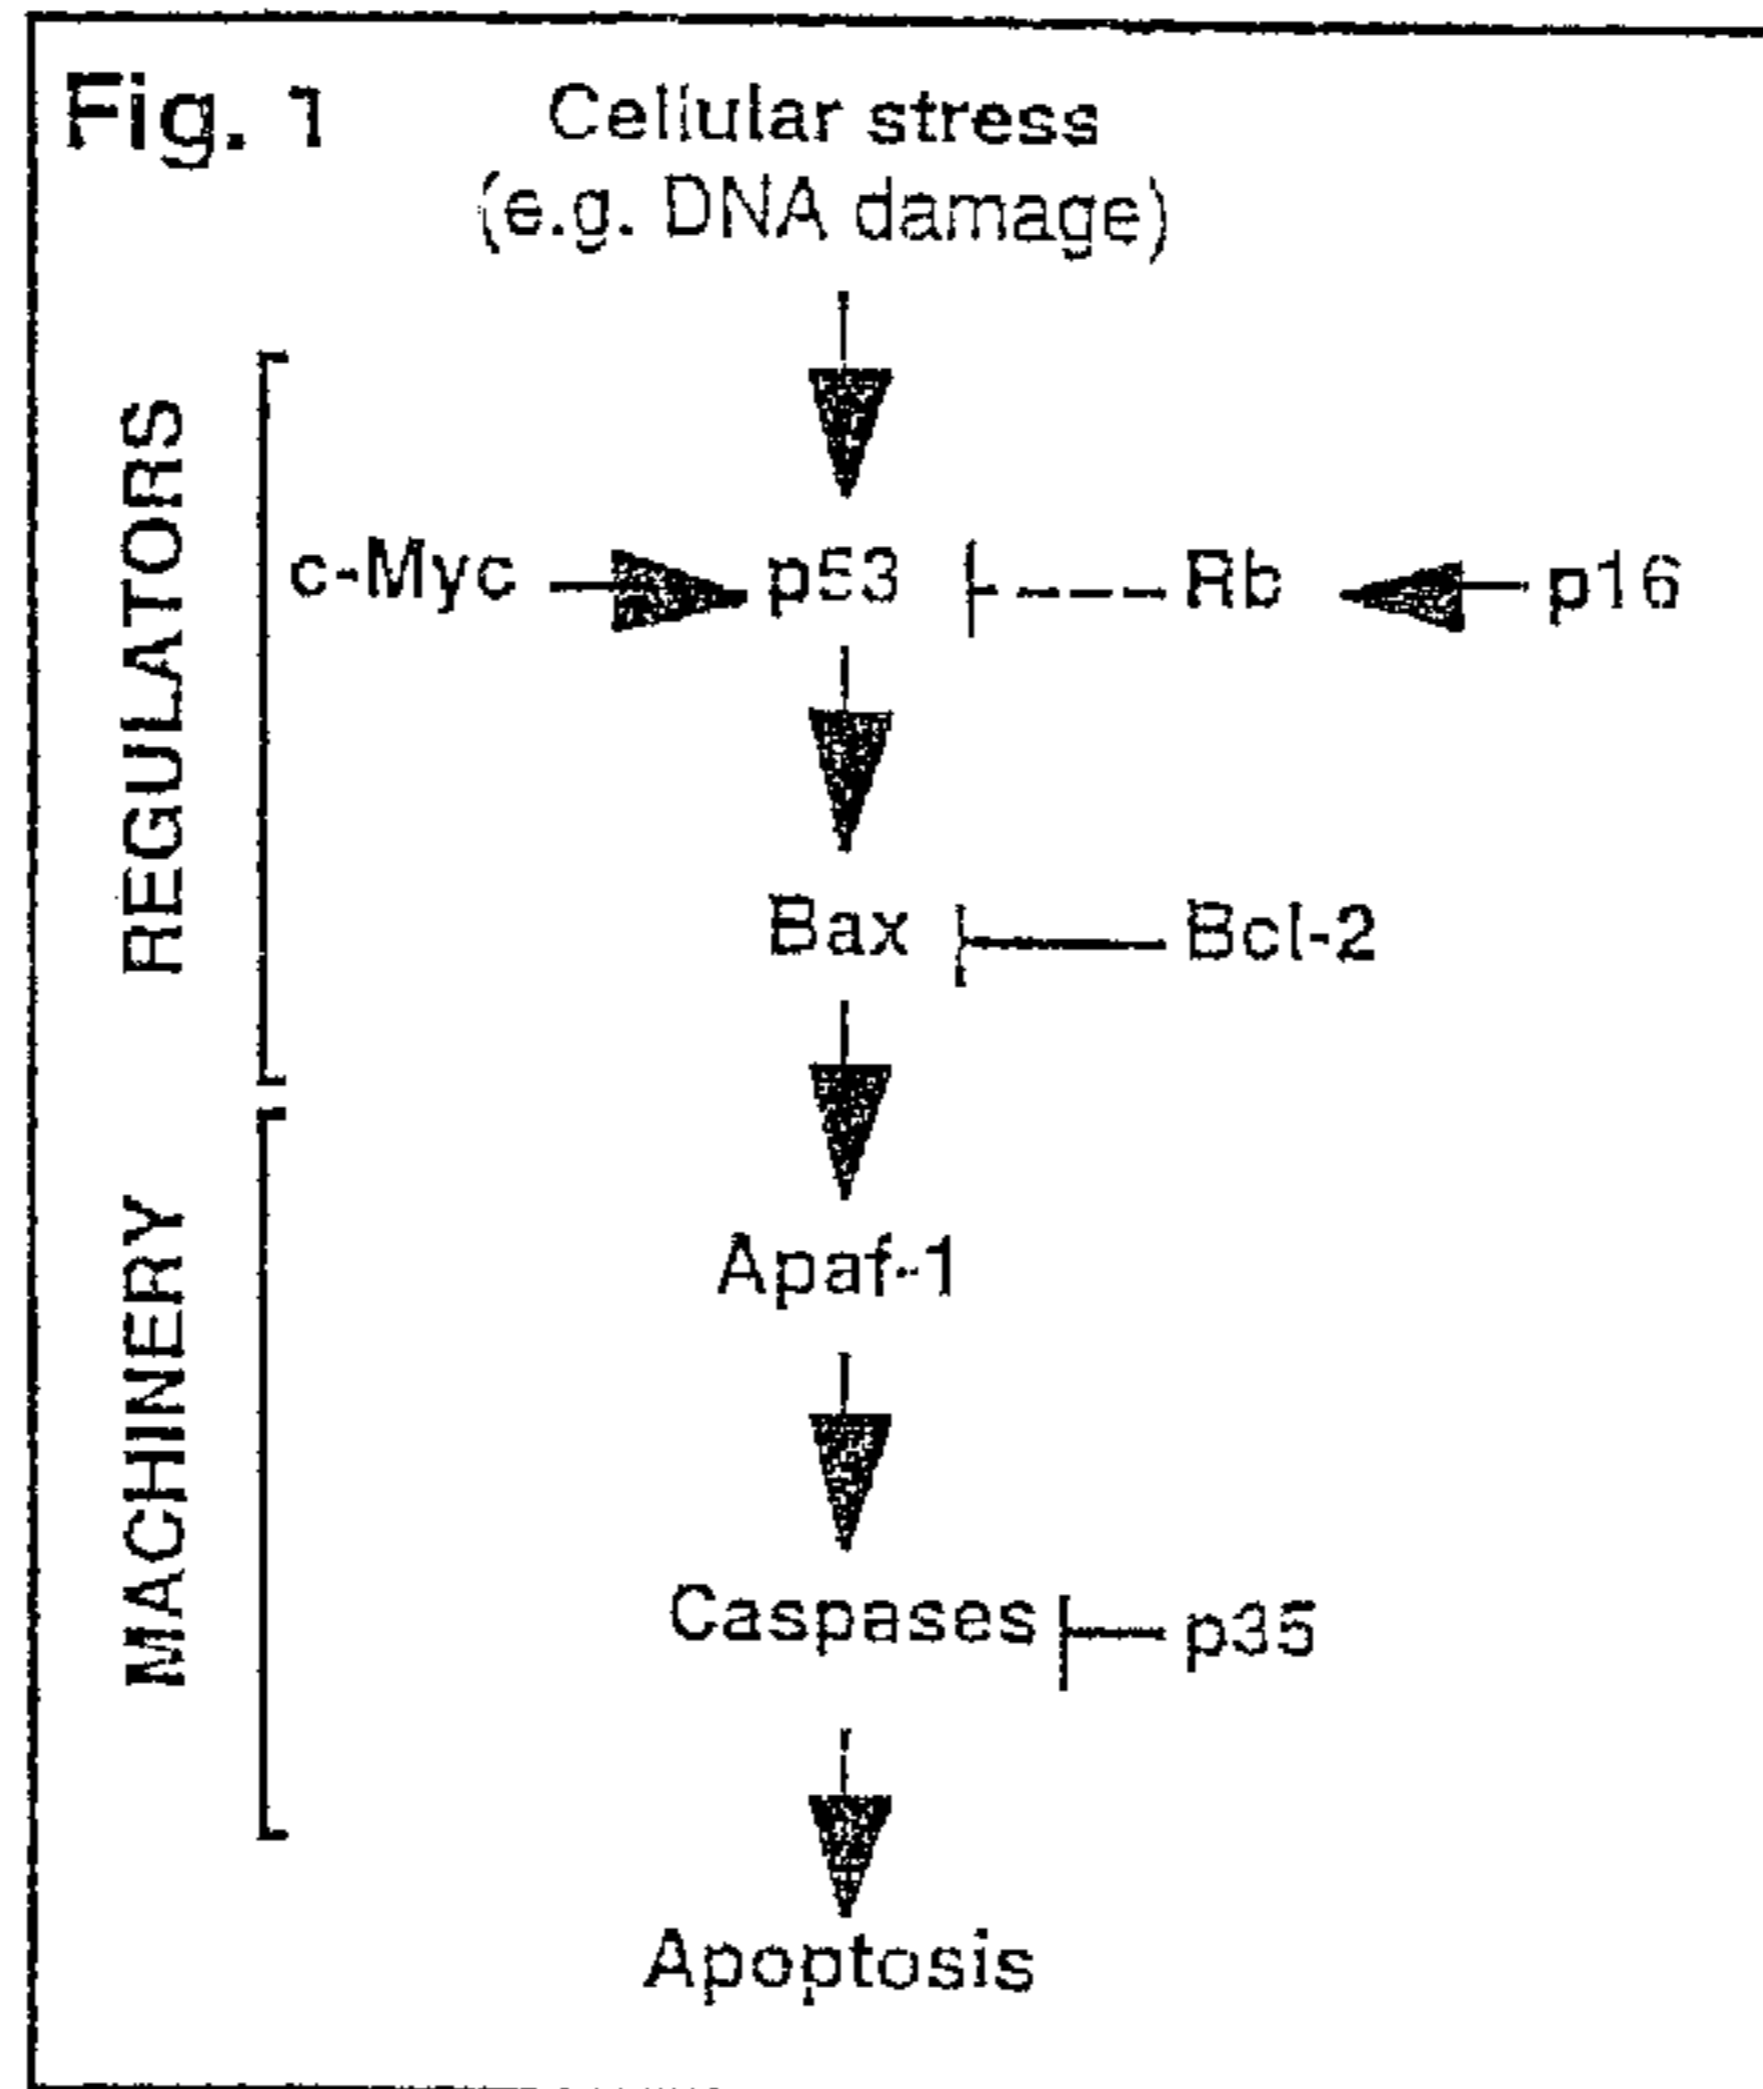 Fig. 1
Cellular stress
(e.g. DNA damage)
REGULATORS
c-Myc p53 Rb p16
Bax Bcl-2
MACHINERY
Apaf-1
Caspases p35
Apoptosis